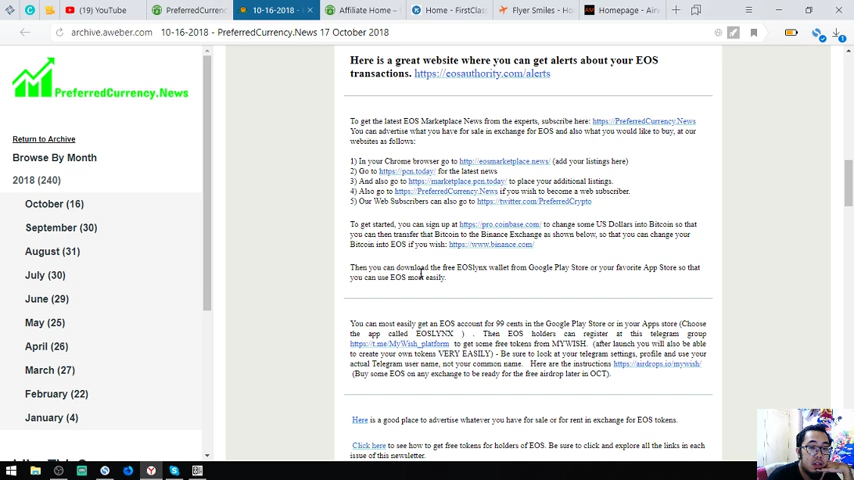 (19) YouTube
PreferredCurrenc
10-16-2018 - PreferredCurrency.N
Affiliate Home –
Home - FirstClass
Flyer Smiles - Ho
Homepage - Air
archive.aweber.com 10-16-2018 - PreferredCurrency.News 17 October 2018
PreferredCurrency.News
Return to Archive
Browse By Month
2018 (240)
October (16)
September (30)
August (31)
July (30)
June (29)
May (25)
April (26)
March (27)
February (22)
January (4)
Here is a great website where you can get alerts about your EOS
transactions. https://eosauthority.com/alerts
To get the latest EOS Marketplace News from the experts, subscribe here: https://PreferredCurrency.News
You can advertise what you have for sale in exchange for EOS and also what you would like to buy, at our
websites as follows:
1) In your Chrome browser go to http://eosmarketplace.news/ (add your listings here)
2) Go to https://pcn.today/ for the latest news
3) And also go to https://marketplace.pcn.today/ to place your additional listings.
4) Also go to https://PreferredCurrency.News if you wish to become a web subscriber.
5) Our Web Subscribers can also go to https://twitter.com/PreferredCrypto
To get started, you can sign up at https://pro.coinbase.com/ to change some US Dollars into Bitcoin so that
you can then transfer that Bitcoin to the Binance Exchange as shown below, so that you can change your
Bitcoin into EOS if you wish: https://www.binance.com/
Then you can download the free EOSlynx wallet from Google Play Store or your favorite App Store so that
you can use EOS most easily.
You can most easily get an EOS account for 99 cents in the Google Play Store or in your Apps store (Choose
the app called EOSLYNX ) . Then EOS holders can register at this telegram group
https://t.me/MyWish_platform to get some free tokens from MYWISH. (after launch you will also be able
to create your own tokens VERY EASILY) - Be sure to look at your telegram settings, profile and use your
actual Telegram user name, not your common name. Here are the instructions https://airdrops.io/mywish/
(Buy some EOS on any exchange to be ready for the free airdrop later in OCT).
Here is a good place to advertise whatever you have for sale or for rent in exchange for EOS tokens.
Click here to see how to get free tokens for holders of EOS. Be sure to click and explore all the links in each
issue of this newsletter.